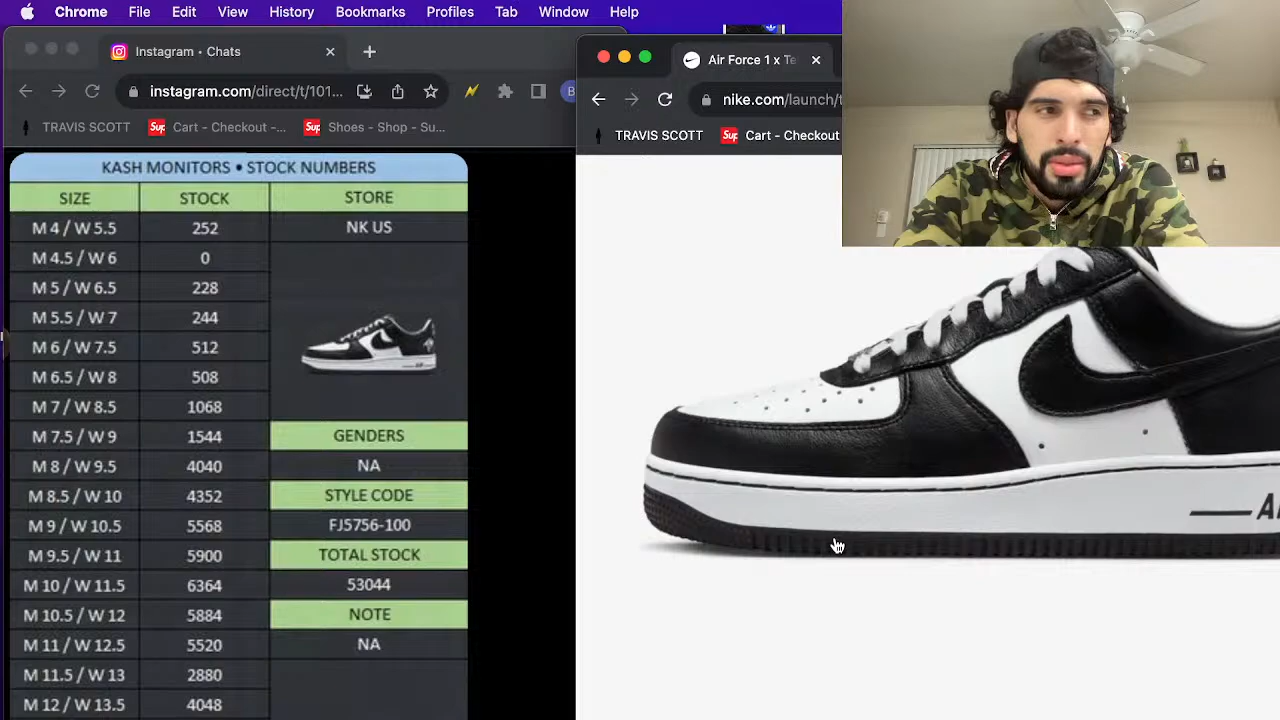 Chrome File Edit View History Bookmarks Profiles Tab Window Help
Instagram • Chats
instagram.com/direct/t/101...
B
TRAVIS SCOTT
Sup Cart - Checkout -...
Sup Shoes - Shop - Su...
KASH MONITORS • STOCK NUMBERS
SIZE STOCK STORE
M 4 / W 5.5 252 NK US
M 4.5 / W 6 0
M 5 / W 6.5 228
M 5.5 / W 7 244
M 6 / W 7.5 512
M 6.5 / W 8 508
M 7 / W 8.5 1068
M 7.5 / W 9 1544 GENDERS
M 8 / W 9.5 4040 NA
M 8.5 / W 10 4352 STYLE CODE
M 9 / W 10.5 5568 FJ5756-100
M 9.5 / W 11 5900 TOTAL STOCK
M 10 / W 11.5 6364 53044
M 10.5 / W 12 5884 NOTE
M 11 / W 12.5 5520 NA
M 11.5 / W 13 2880
M 12 / W 13.5 4048
Air Force 1 x Te
nike.com/launch/t
TRAVIS SCOTT
Sup Cart - Checkout